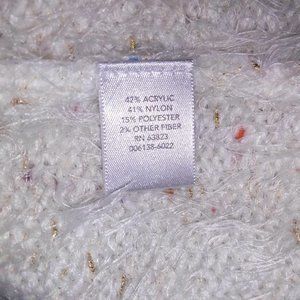 42% ACRYLIC
41% NYLON
15% POLYESTER
2% OTHER FIBER
RN 63823
006138-6022